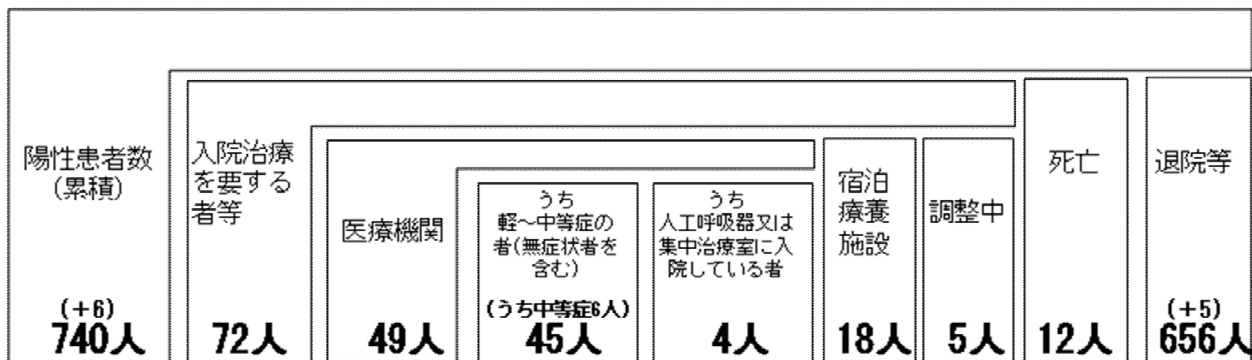 陽性患者数
(累積)
(+6)
740人
入院治療
を要する
者等
72人
医療機関
49人
うち
軽～中等症の
者(無症状者を
含む)
(うち中等症6人)
45人
うち
人工呼吸器又は
集中治療室に入
院している者
4人
宿泊
療養
施設
18人
調整中
5人
死亡
12人
退院等
(+5)
656人